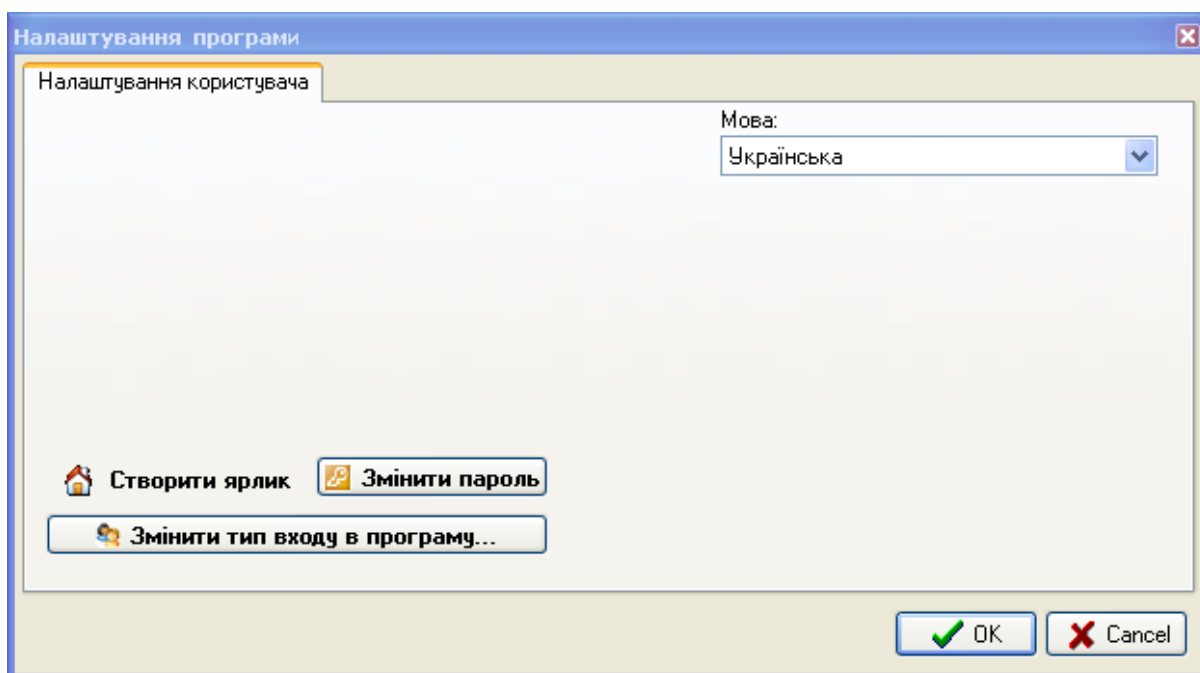 Налаштування програми
Налаштування користувача
Мова:
Українська
Створити ярлик
Змінити пароль
Змінити тип входу в програму...
OK
Cancel